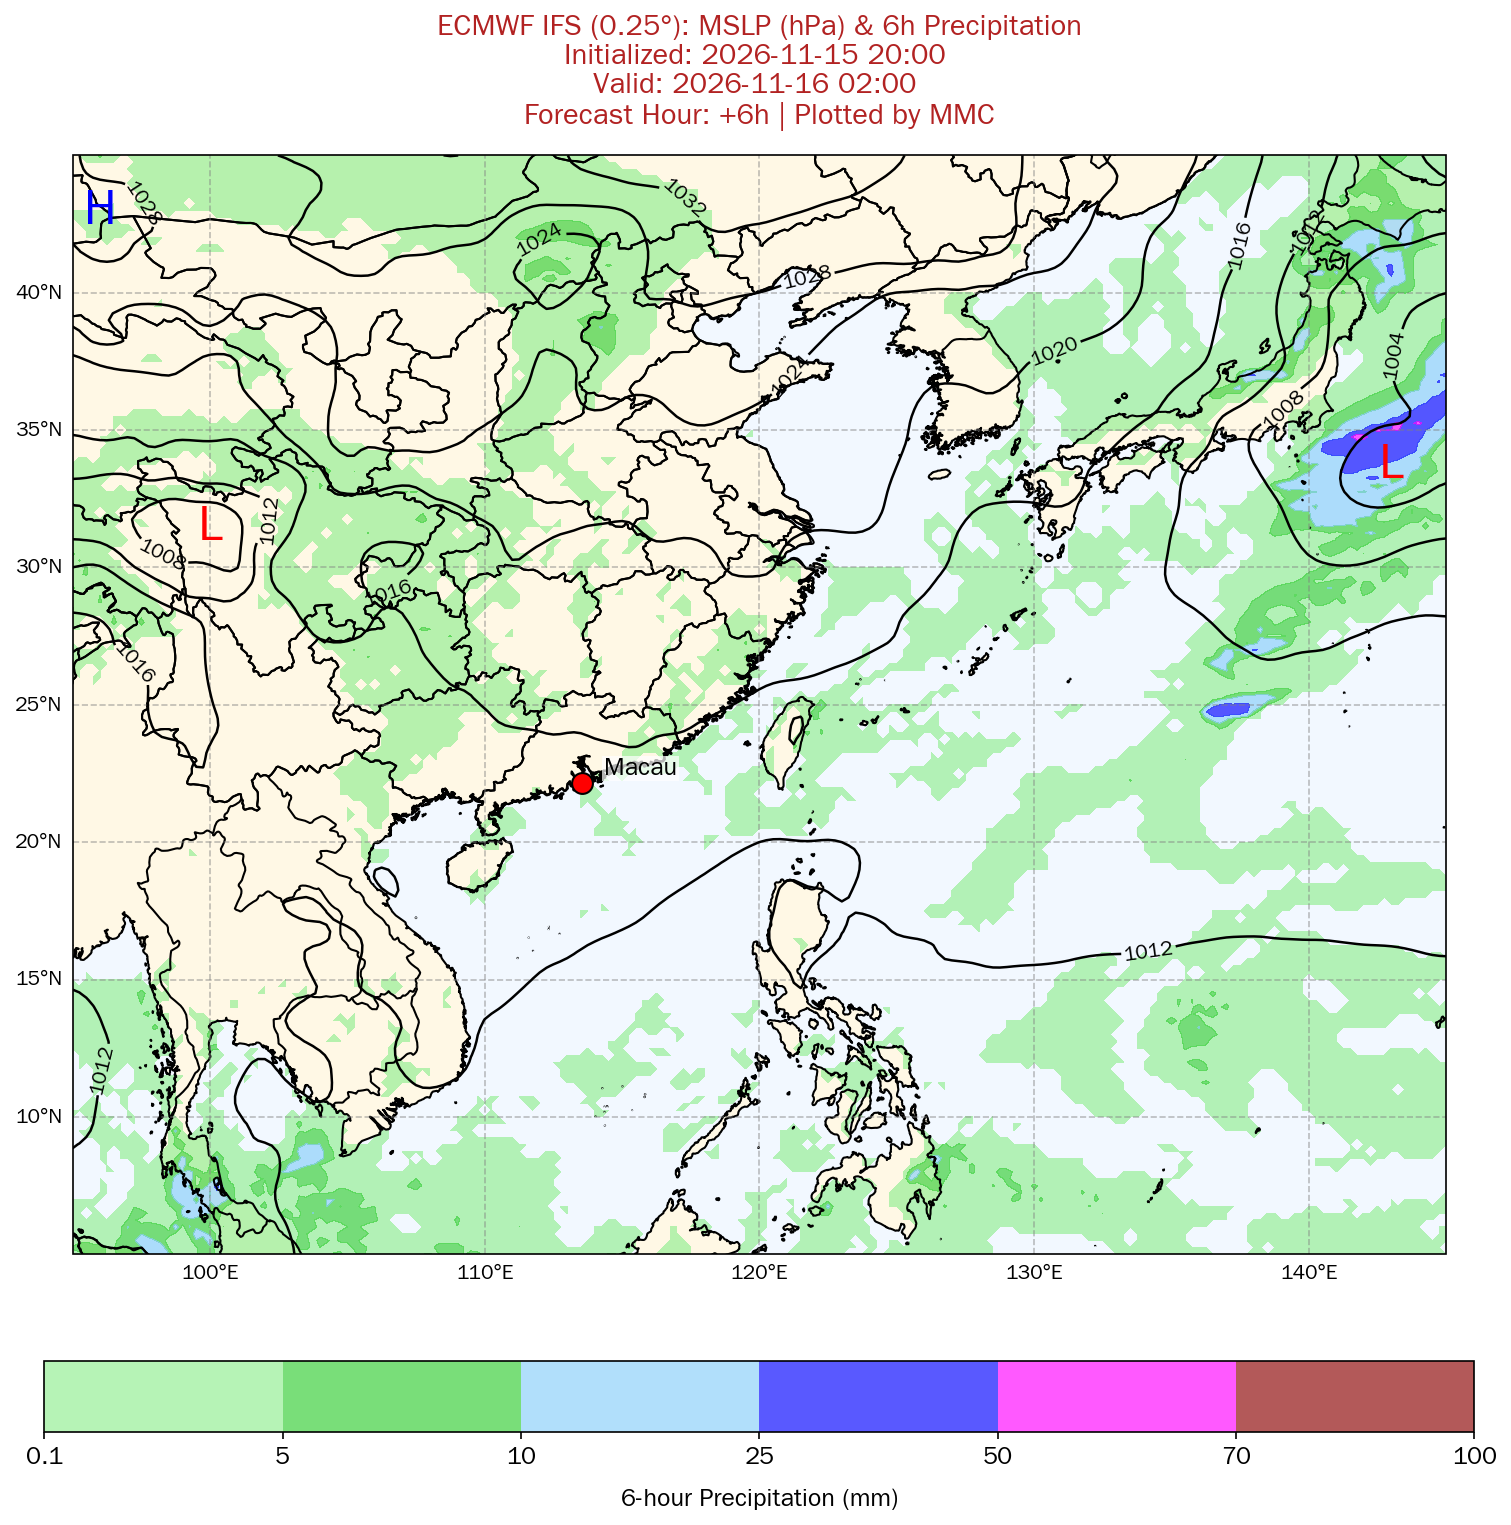 ECMWF IFS (0.25°): MSLP (hPa) & 6h Precipitation
Initialized: 2026-11-15 20:00
Valid: 2026-11-16 02:00
Forecast Hour: +6h | Plotted by MMC
H
1028
1032
1024
1028
1016
1012
40°N
1020
1004
1024
1008
35°N
L
L
1012
1008
30°N
1016
1016
25°N
Macau
20°N
1012
15°N
1012
10°N
100°E 110°E 120°E 130°E 140°E
0.1 5 10 25 50 70 100
6-hour Precipitation (mm)